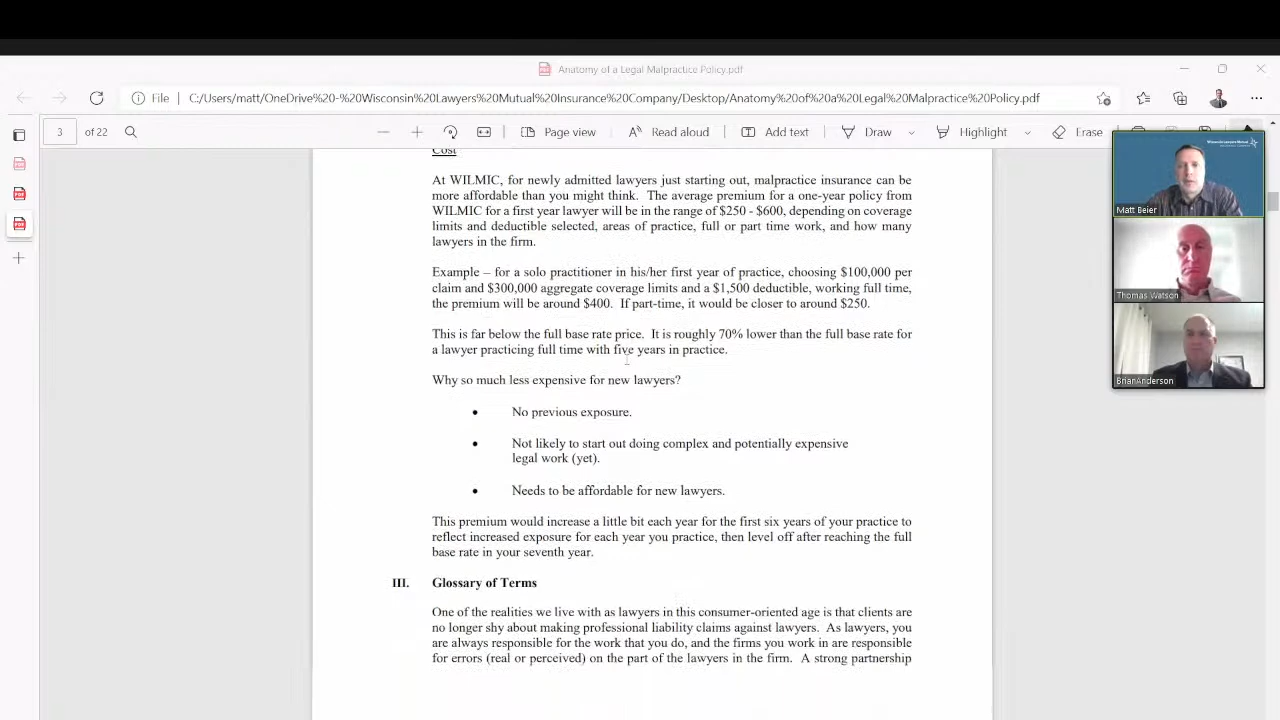 Anatomy of a Legal Malpractice Policy.pdf
File
C:/Users/matt/OneDrive%20-%20Wisconsin%20Lawyers%20Mutual%20Insurance%20Company/Desktop/Anatomy%20of%20a%20Legal%20Malpractice%20Policy.pdf
3 of 22
Page view
Read aloud
Add text
Draw
Highlight
Erase
Cost
At WILMIC, for newly admitted lawyers just starting out, malpractice insurance can be
more affordable than you might think. The average premium for a one-year policy from
WILMIC for a first year lawyer will be in the range of $250 - $600, depending on coverage
limits and deductible selected, areas of practice, full or part time work, and how many
lawyers in the firm.
Example – for a solo practitioner in his/her first year of practice, choosing $100,000 per
claim and $300,000 aggregate coverage limits and a $1,500 deductible, working full time,
the premium will be around $400. If part-time, it would be closer to around $250.
This is far below the full base rate price. It is roughly 70% lower than the full base rate for
a lawyer practicing full time with five years in practice.
Why so much less expensive for new lawyers?
• No previous exposure.
• Not likely to start out doing complex and potentially expensive
legal work (yet).
• Needs to be affordable for new lawyers.
This premium would increase a little bit each year for the first six years of your practice to
reflect increased exposure for each year you practice, then level off after reaching the full
base rate in your seventh year.
III. Glossary of Terms
One of the realities we live with as lawyers in this consumer-oriented age is that clients are
no longer shy about making professional liability claims against lawyers. As lawyers, you
are always responsible for the work that you do, and the firms you work in are responsible
for errors (real or perceived) on the part of the lawyers in the firm. A strong partnership
Wisconsin Lawyers Mutual
Matt Beier
Thomas Watson
BrianAnderson